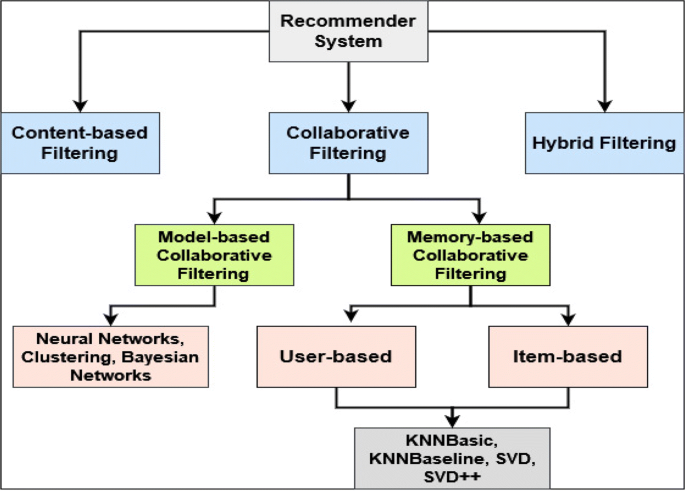 Recommender
System
Content-based
Filtering
Collaborative
Filtering
Hybrid Filtering
Model-based
Collaborative
Filtering
Memory-based
Collaborative
Filtering
Neural Networks,
Clustering, Bayesian
Networks
User-based
Item-based
KNNBasic,
KNNBaseline, SVD,
SVD++